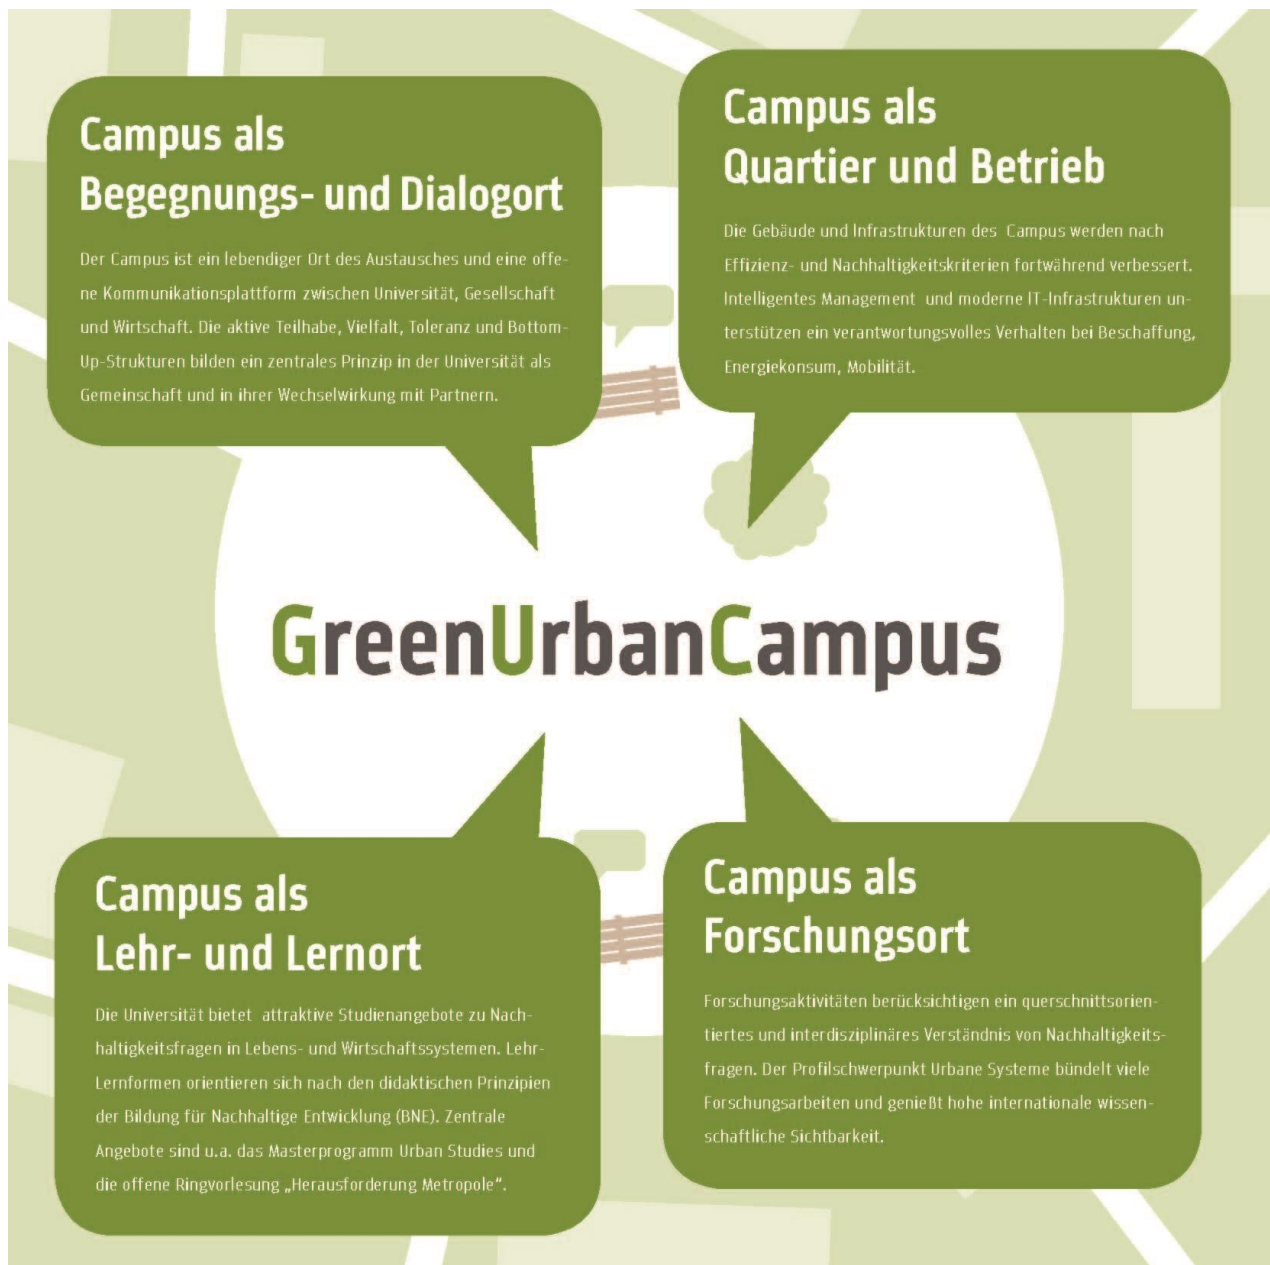 Campus als
Begegnungs- und Dialogort
Der Campus ist ein lebendiger Ort des Austausches und eine offe-
ne Kommunikationsplattform zwischen Universität, Gesellschaft
und Wirtschaft. Die aktive Teilhabe, Vielfalt, Toleranz und Bottom-
Up-Strukturen bilden ein zentrales Prinzip in der Universität als
Gemeinschaft und in ihrer Wechselwirkung mit Partnern.
Campus als
Quartier und Betrieb
Die Gebäude und Infrastrukturen des Campus werden nach
Effizienz- und Nachhaltigkeitskriterien fortwährend verbessert.
Intelligentes Management und moderne IT-Infrastrukturen un-
terstützen ein verantwortungsvolles Verhalten bei Beschaffung,
Energiekonsum, Mobilität.
GreenUrbanCampus
Campus als
Lehr- und Lernort
Die Universität bietet attraktive Studienangebote zu Nach-
haltigkeitsfragen in Lebens- und Wirtschaftssystemen. Lehr-
Lernformen orientieren sich nach den didaktischen Prinzipien
der Bildung für Nachhaltige Entwicklung (BNE). Zentrale
Angebote sind u.a. das Masterprogramm Urban Studies und
die offene Ringvorlesung „Herausforderung Metropole“.
Campus als
Forschungsort
Forschungsaktivitäten berücksichtigen ein querschnittsorien-
tiertes und interdisziplinäres Verständnis von Nachhaltigkeits-
fragen. Der Profilschwerpunkt Urbane Systeme bündelt viele
Forschungsarbeiten und genießt hohe internationale wissen-
schaftliche Sichtbarkeit.